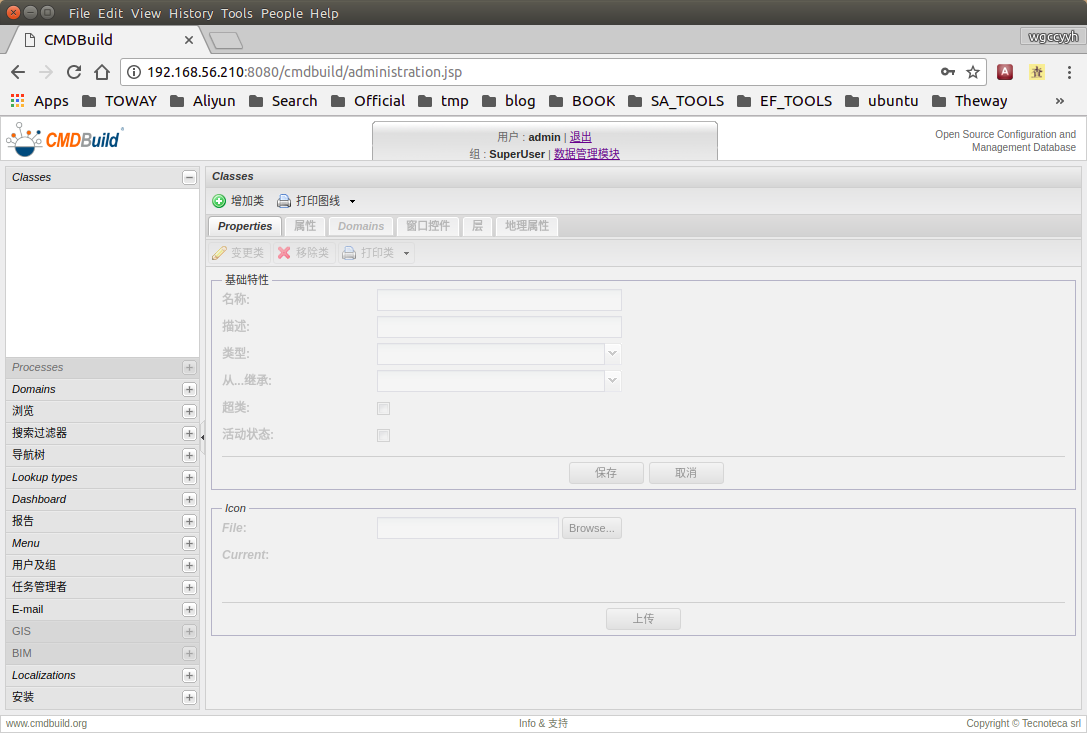 File Edit View History Tools People Help
CMDBuild
wgccyyh
192.168.56.210:8080/cmdbuild/administration.jsp
A
Apps TOWAY Aliyun Search Official tmp blog BOOK SA_TOOLS EF_TOOLS ubuntu Theway »
CMDBuild
用户 : admin | 退出
组 : SuperUser | 数据管理模块
Open Source Configuration and
Management Database
Classes
Processes
Domains
浏览
搜索过滤器
导航树
Lookup types
Dashboard
报告
Menu
用户及组
任务管理者
E-mail
GIS
BIM
Localizations
安装
Classes
增加类 打印图线
Properties 属性 Domains 窗口控件 层 地理属性
变更类 移除类 打印类
基础特性
名称:
描述:
类型:
从...继承:
超类:
活动状态:
保存 取消
Icon
File: Browse...
Current:
上传
www.cmdbuild.org Info & 支持 Copyright © Tecnoteca srl